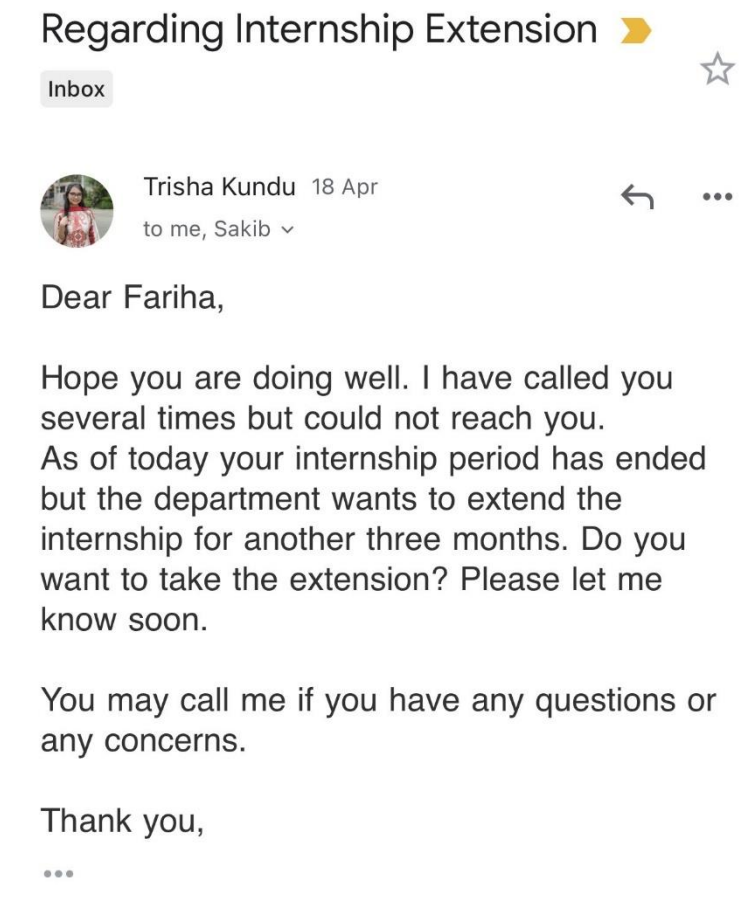 Regarding Internship Extension
Inbox
Trisha Kundu 18 Apr
to me, Sakib
Dear Fariha,
Hope you are doing well. I have called you
several times but could not reach you.
As of today your internship period has ended
but the department wants to extend the
internship for another three months. Do you
want to take the extension? Please let me
know soon.
You may call me if you have any questions or
any concerns.
Thank you,